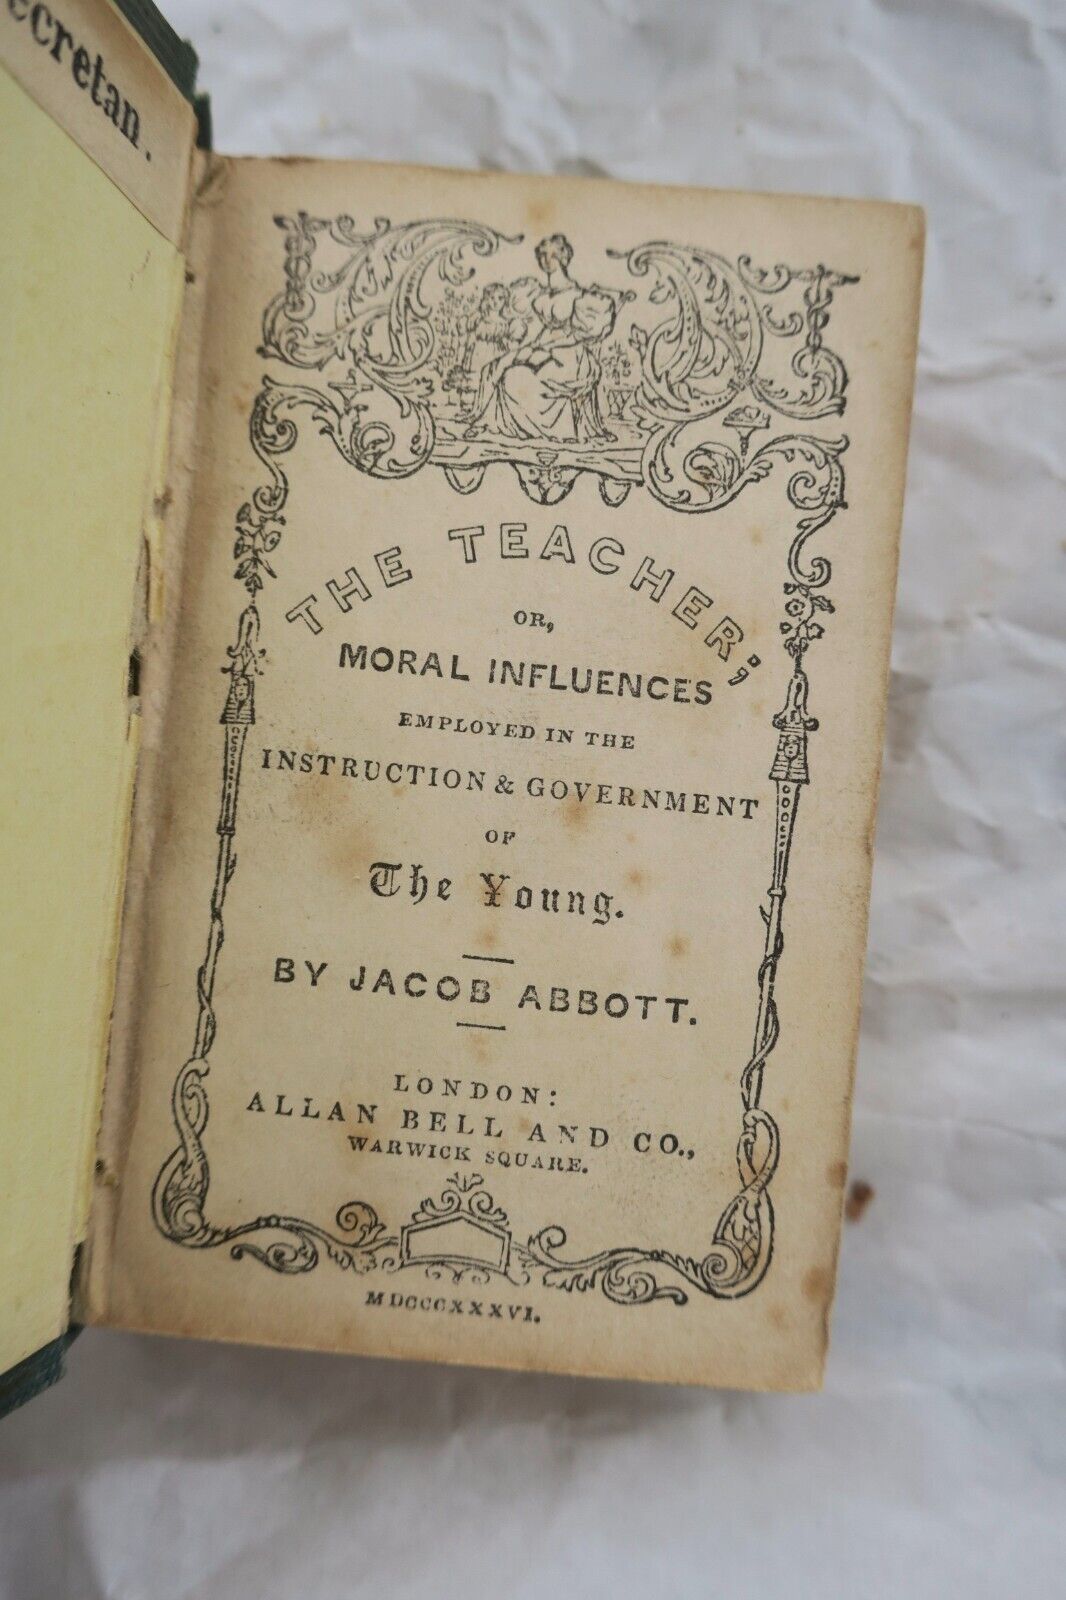 ecretan.
THE TEACHER;
OR,
MORAL INFLUENCES
EMPLOYED IN THE
INSTRUCTION & GOVERNMENT
OF
The Young.
BY JACOB ABBOTT.
LONDON:
ALLAN BELL AND CO.,
WARWICK SQUARE.
MDCCCXXXVI.